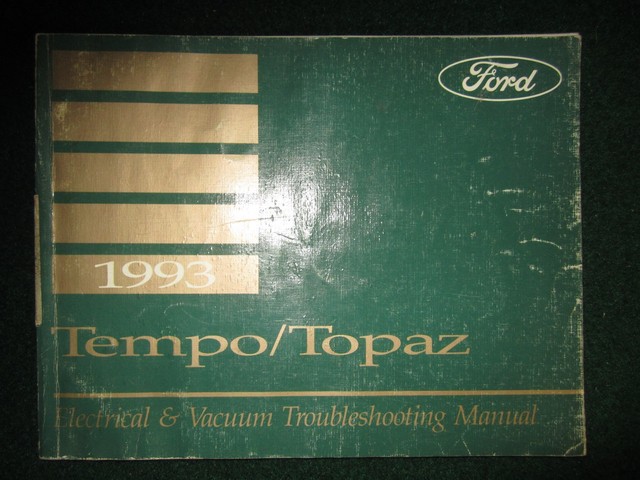 Ford
1993
Tempo/Topaz
Electrical & Vacuum Troubleshooting Manual